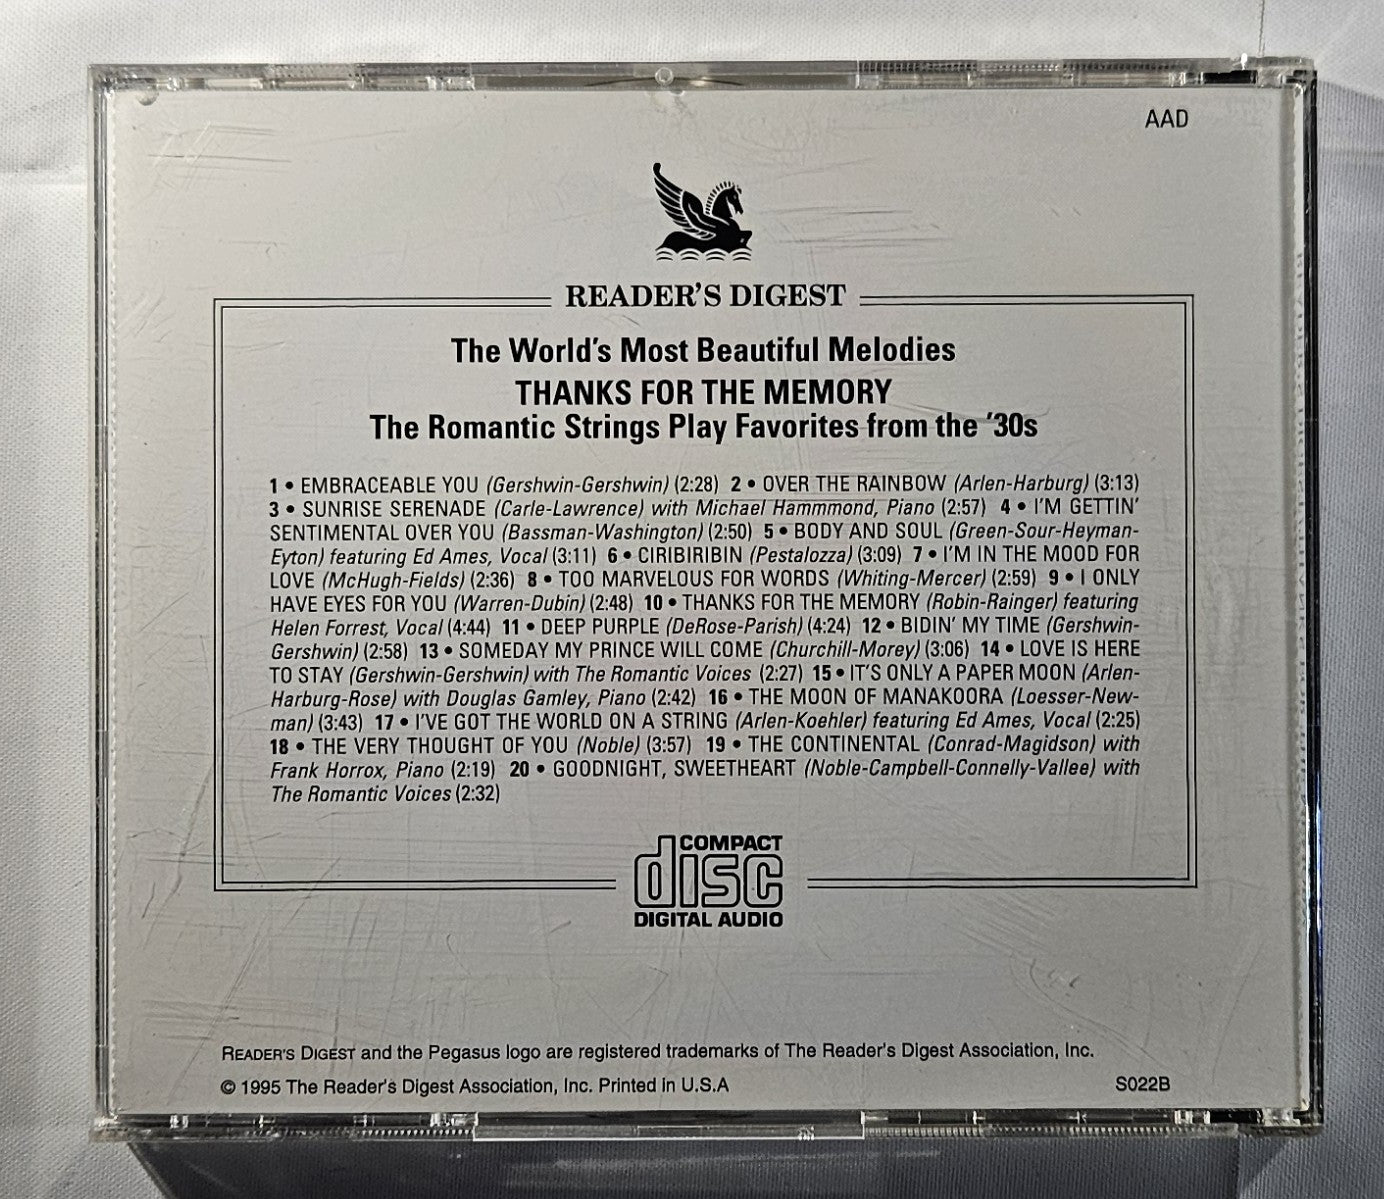 AAD
READER'S DIGEST
The World's Most Beautiful Melodies
THANKS FOR THE MEMORY
The Romantic Strings Play Favorites from the '30s
1 • EMBRACEABLE YOU (Gershwin-Gershwin) (2:28) 2 • OVER THE RAINBOW (Arlen-Harburg) (3:13)
3 • SUNRISE SERENADE (Carle-Lawrence) with Michael Hammmond, Piano (2:57) 4 • I'M GETTIN'
SENTIMENTAL OVER YOU (Bassman-Washington) (2:50) 5 • BODY AND SOUL (Green-Sour-Heyman-
Eyton) featuring Ed Ames, Vocal (3:11) 6 • CIRIBIRIBIN (Pestalozza) (3:09) 7 • I'M IN THE MOOD FOR
LOVE (McHugh-Fields) (2:36) 8 • TOO MARVELOUS FOR WORDS (Whiting-Mercer) (2:59) 9 • I ONLY
HAVE EYES FOR YOU (Warren-Dubin) (2:48) 10 • THANKS FOR THE MEMORY (Robin-Rainger) featuring
Helen Forrest, Vocal (4:44) 11 • DEEP PURPLE (DeRose-Parish) (4:24) 12 • BIDIN' MY TIME (Gershwin-
Gershwin) (2:58) 13 • SOMEDAY MY PRINCE WILL COME (Churchill-Morey) (3:06) 14 • LOVE IS HERE
TO STAY (Gershwin-Gershwin) with The Romantic Voices (2:27) 15 • IT'S ONLY A PAPER MOON (Arlen-
Harburg-Rose) with Douglas Gamley, Piano (2:42) 16 • THE MOON OF MANAKOORA (Loesser-New-
man) (3:43) 17 • I'VE GOT THE WORLD ON A STRING (Arlen-Koehler) featuring Ed Ames, Vocal (2:25)
18 • THE VERY THOUGHT OF YOU (Noble) (3:57) 19 • THE CONTINENTAL (Conrad-Magidson) with
Frank Horrox, Piano (2:19) 20 • GOODNIGHT, SWEETHEART (Noble-Campbell-Connelly-Vallee) with
The Romantic Voices (2:32)
COMPACT
disc
DIGITAL AUDIO
READER'S DIGEST and the Pegasus logo are registered trademarks of The Reader's Digest Association, Inc.
© 1995 The Reader's Digest Association, Inc. Printed in U.S.A
S022B